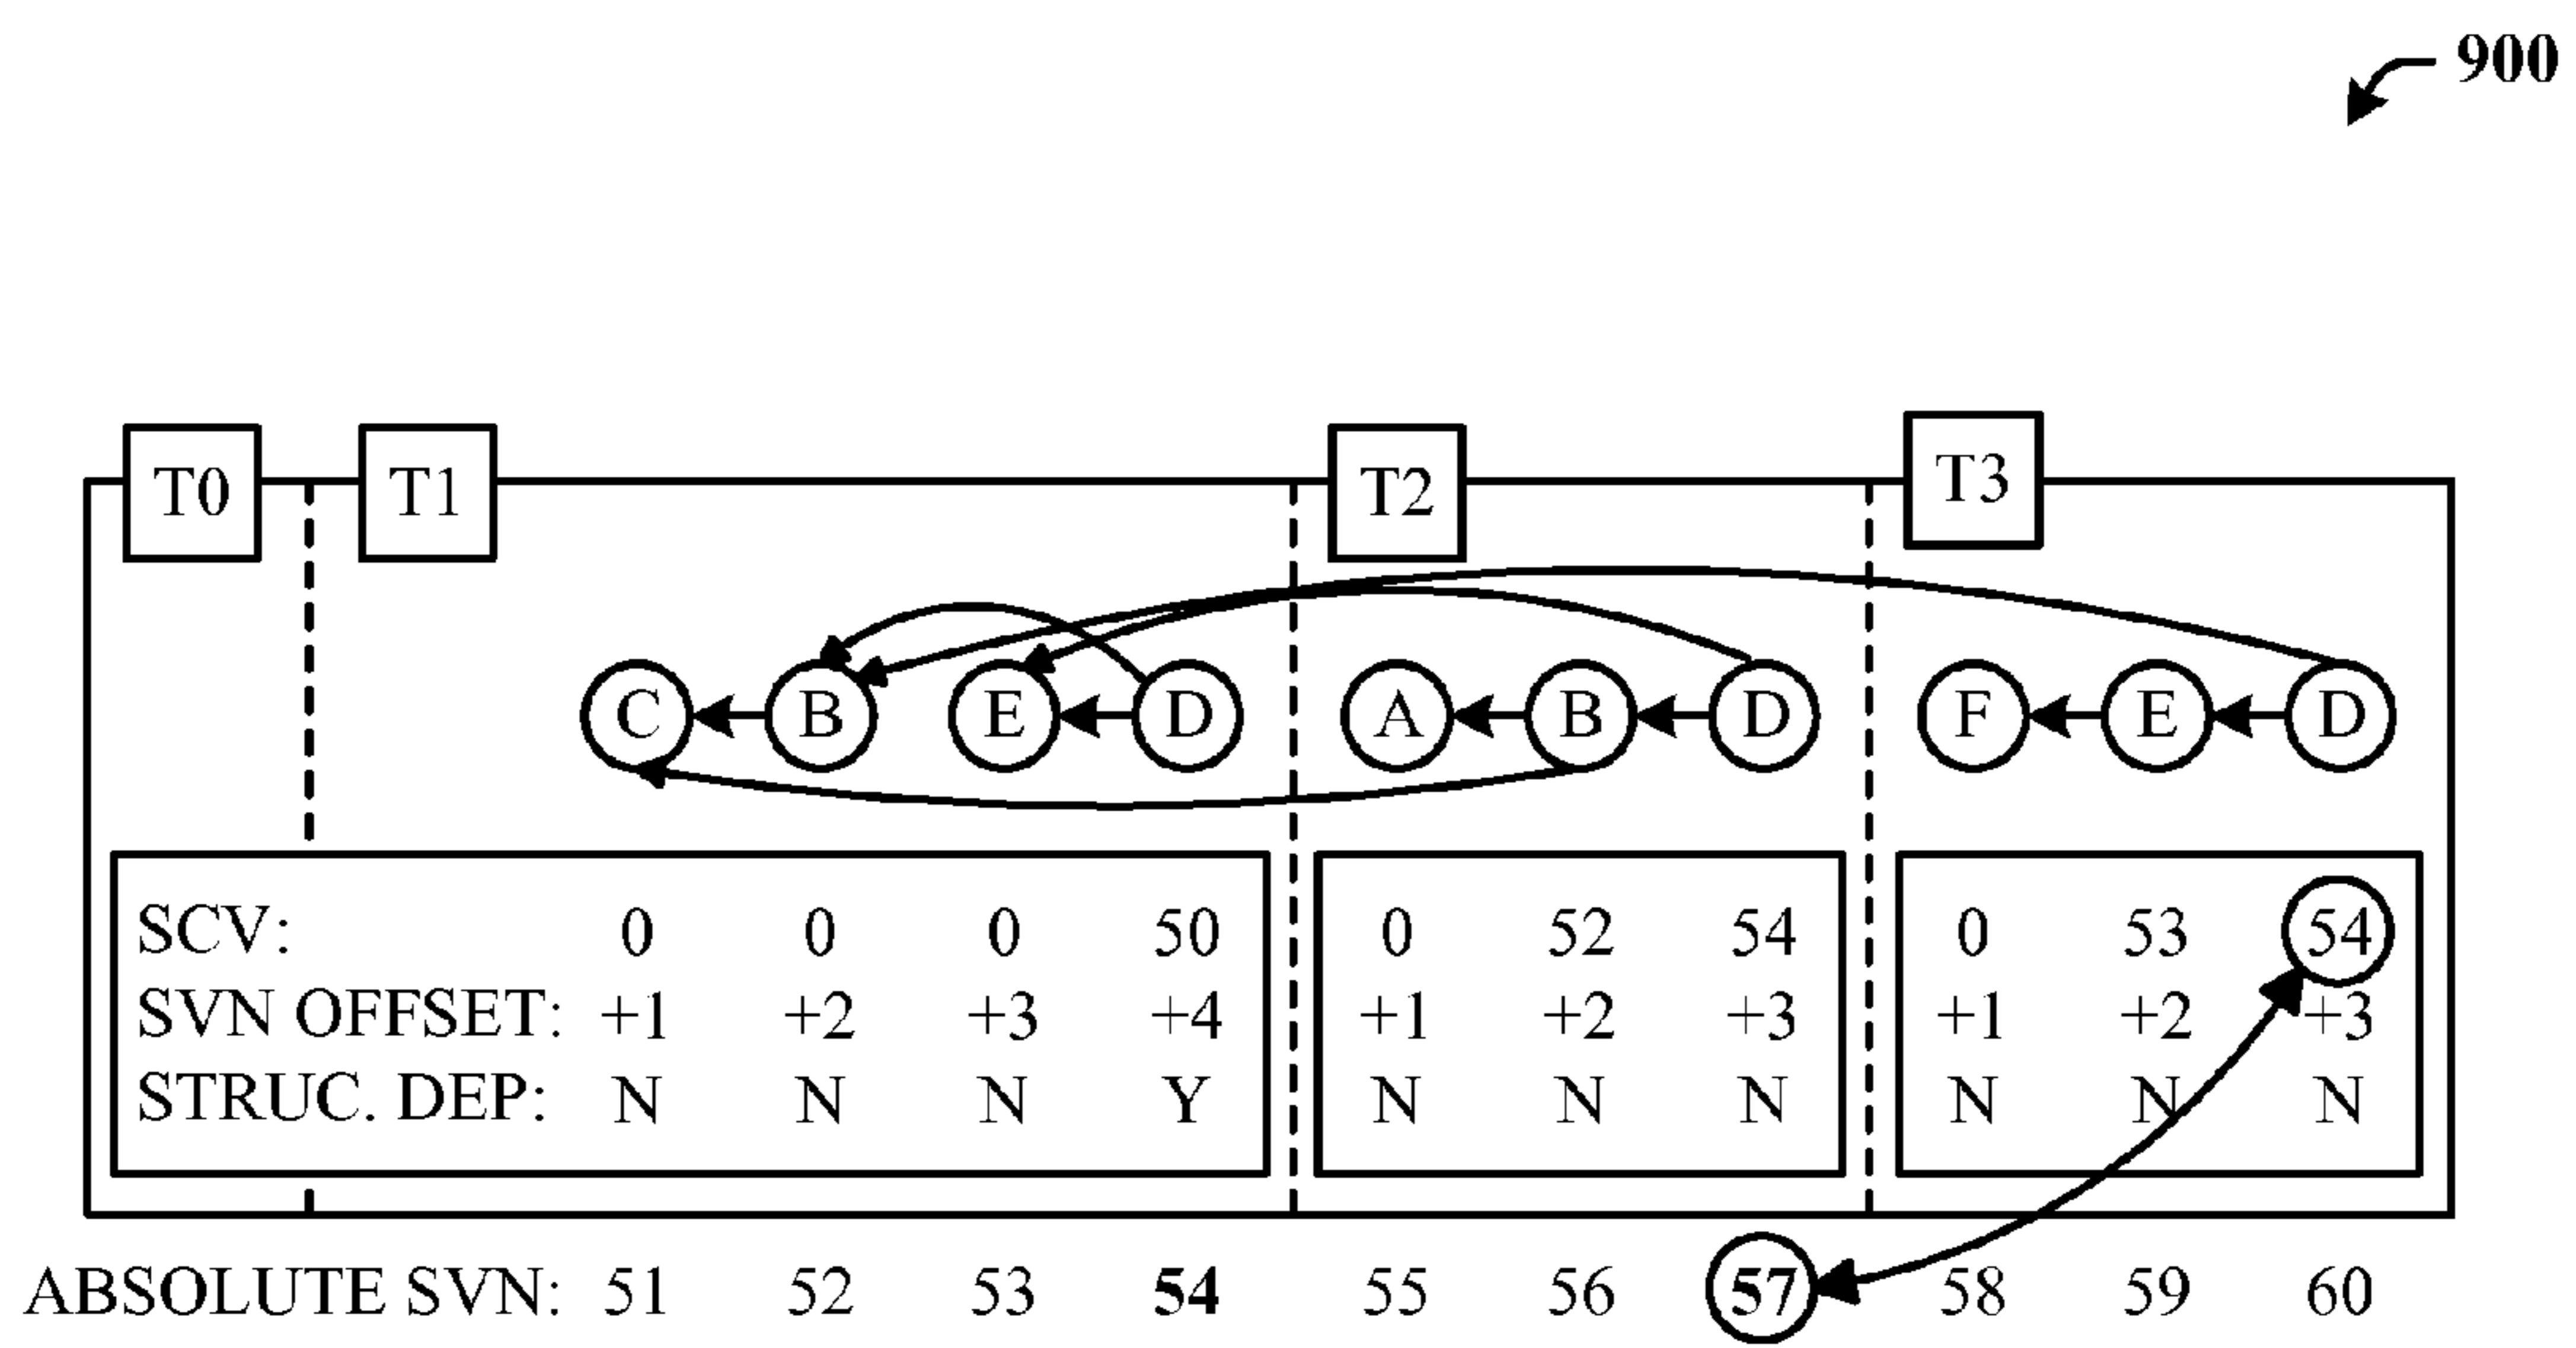 900
T0 T1 T2 T3
C B E D A B D F E D
SCV: 0 0 0 50 0 52 54 0 53 54
SVN OFFSET: +1 +2 +3 +4 +1 +2 +3 +1 +2 +3
STRUC. DEP: N N N Y N N N N N N
ABSOLUTE SVN: 51 52 53 54 55 56 57 58 59 60